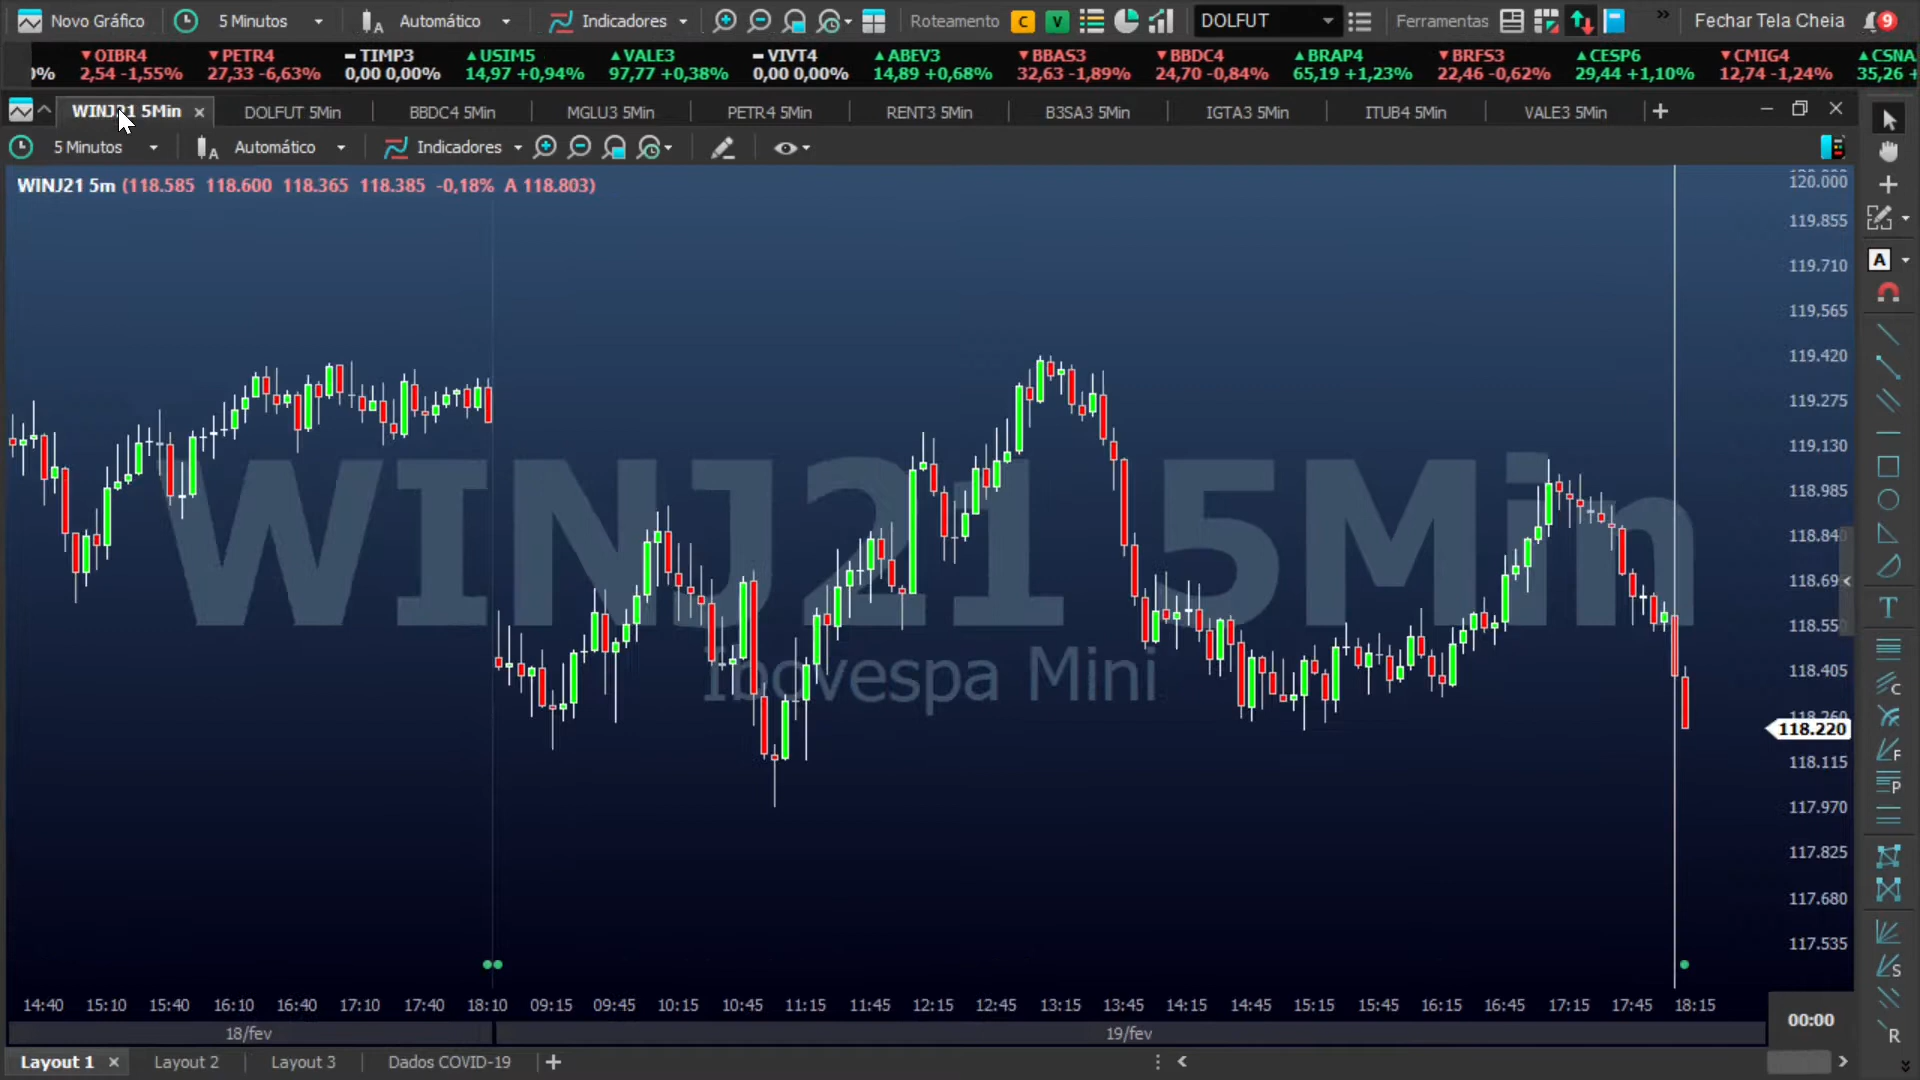 Novo Gráfico 5 Minutos Automático Indicadores Roteamento C V DOLFUT Ferramentas Fechar Tela Cheia 9
OIBR4 PETR4 TIMP3 USIM5 VALE3 VIVT4 ABEV3 BBAS3 BBDC4 BRAP4 BRFS3 CESP6 CMIG4 CSNA
0% 2,54 -1,55% 27,33 -6,63% 0,00 0,00% 14,97 +0,94% 97,77 +0,38% 0,00 0,00% 14,89 +0,68% 32,63 -1,89% 24,70 -0,84% 65,19 +1,23% 22,46 -0,62% 29,44 +1,10% 12,74 -1,24% 35,26 +
WINJ21 5Min DOLFUT 5Min BBDC4 5Min MGLU3 5Min PETR4 5Min RENT3 5Min B3SA3 5Min IGTA3 5Min ITUB4 5Min VALE3 5Min
5 Minutos Automático Indicadores
WINJ21 5m (118.585 118.600 118.365 118.385 -0,18% A 118.803)
120.000
119.855
119.710
119.565
119.420
119.275
119.130
118.985
118.840
118.69
118.55
118.405
118.260
118.220
118.115
117.970
117.825
117.680
117.535
WINJ21 5Min
Ibovespa Mini
A
T
C
F
P
S
R
14:40 15:10 15:40 16:10 16:40 17:10 17:40 18:10 09:15 09:45 10:15 10:45 11:15 11:45 12:15 12:45 13:15 13:45 14:15 14:45 15:15 15:45 16:15 16:45 17:15 17:45 18:15
00:00
18/fev 19/fev
Layout 1 Layout 2 Layout 3 Dados COVID-19